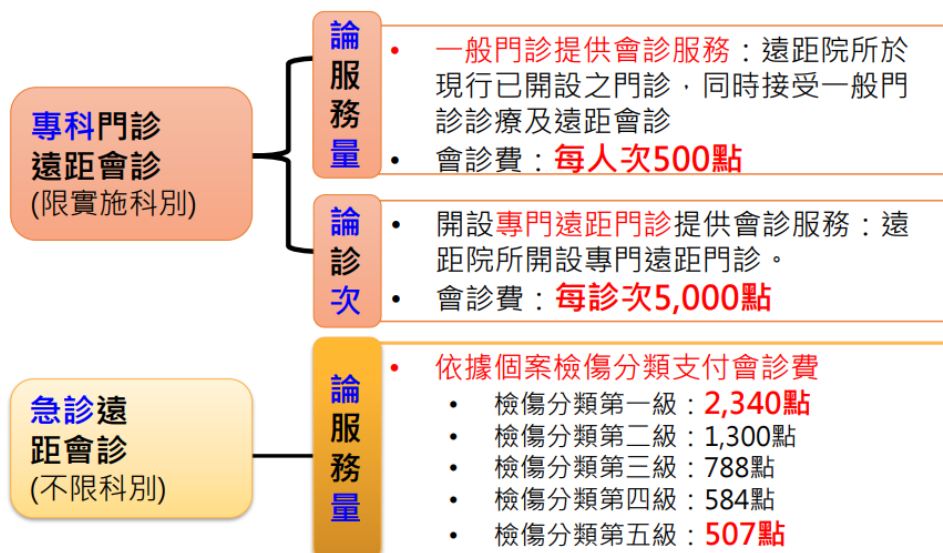 專科門診
遠距會診
(限實施科別)
論
服
務
量
• 一般門診提供會診服務：遠距院所於
現行已開設之門診，同時接受一般門
診診療及遠距會診
• 會診費：每人次500點
論
診
次
• 開設專門遠距門診提供會診服務：遠
距院所開設專門遠距門診。
• 會診費：每診次5,000點
急診遠
距會診
(不限科別)
論
服
務
量
• 依據個案檢傷分類支付會診費
• 檢傷分類第一級：2,340點
• 檢傷分類第二級：1,300點
• 檢傷分類第三級：788點
• 檢傷分類第四級：584點
• 檢傷分類第五級：507點